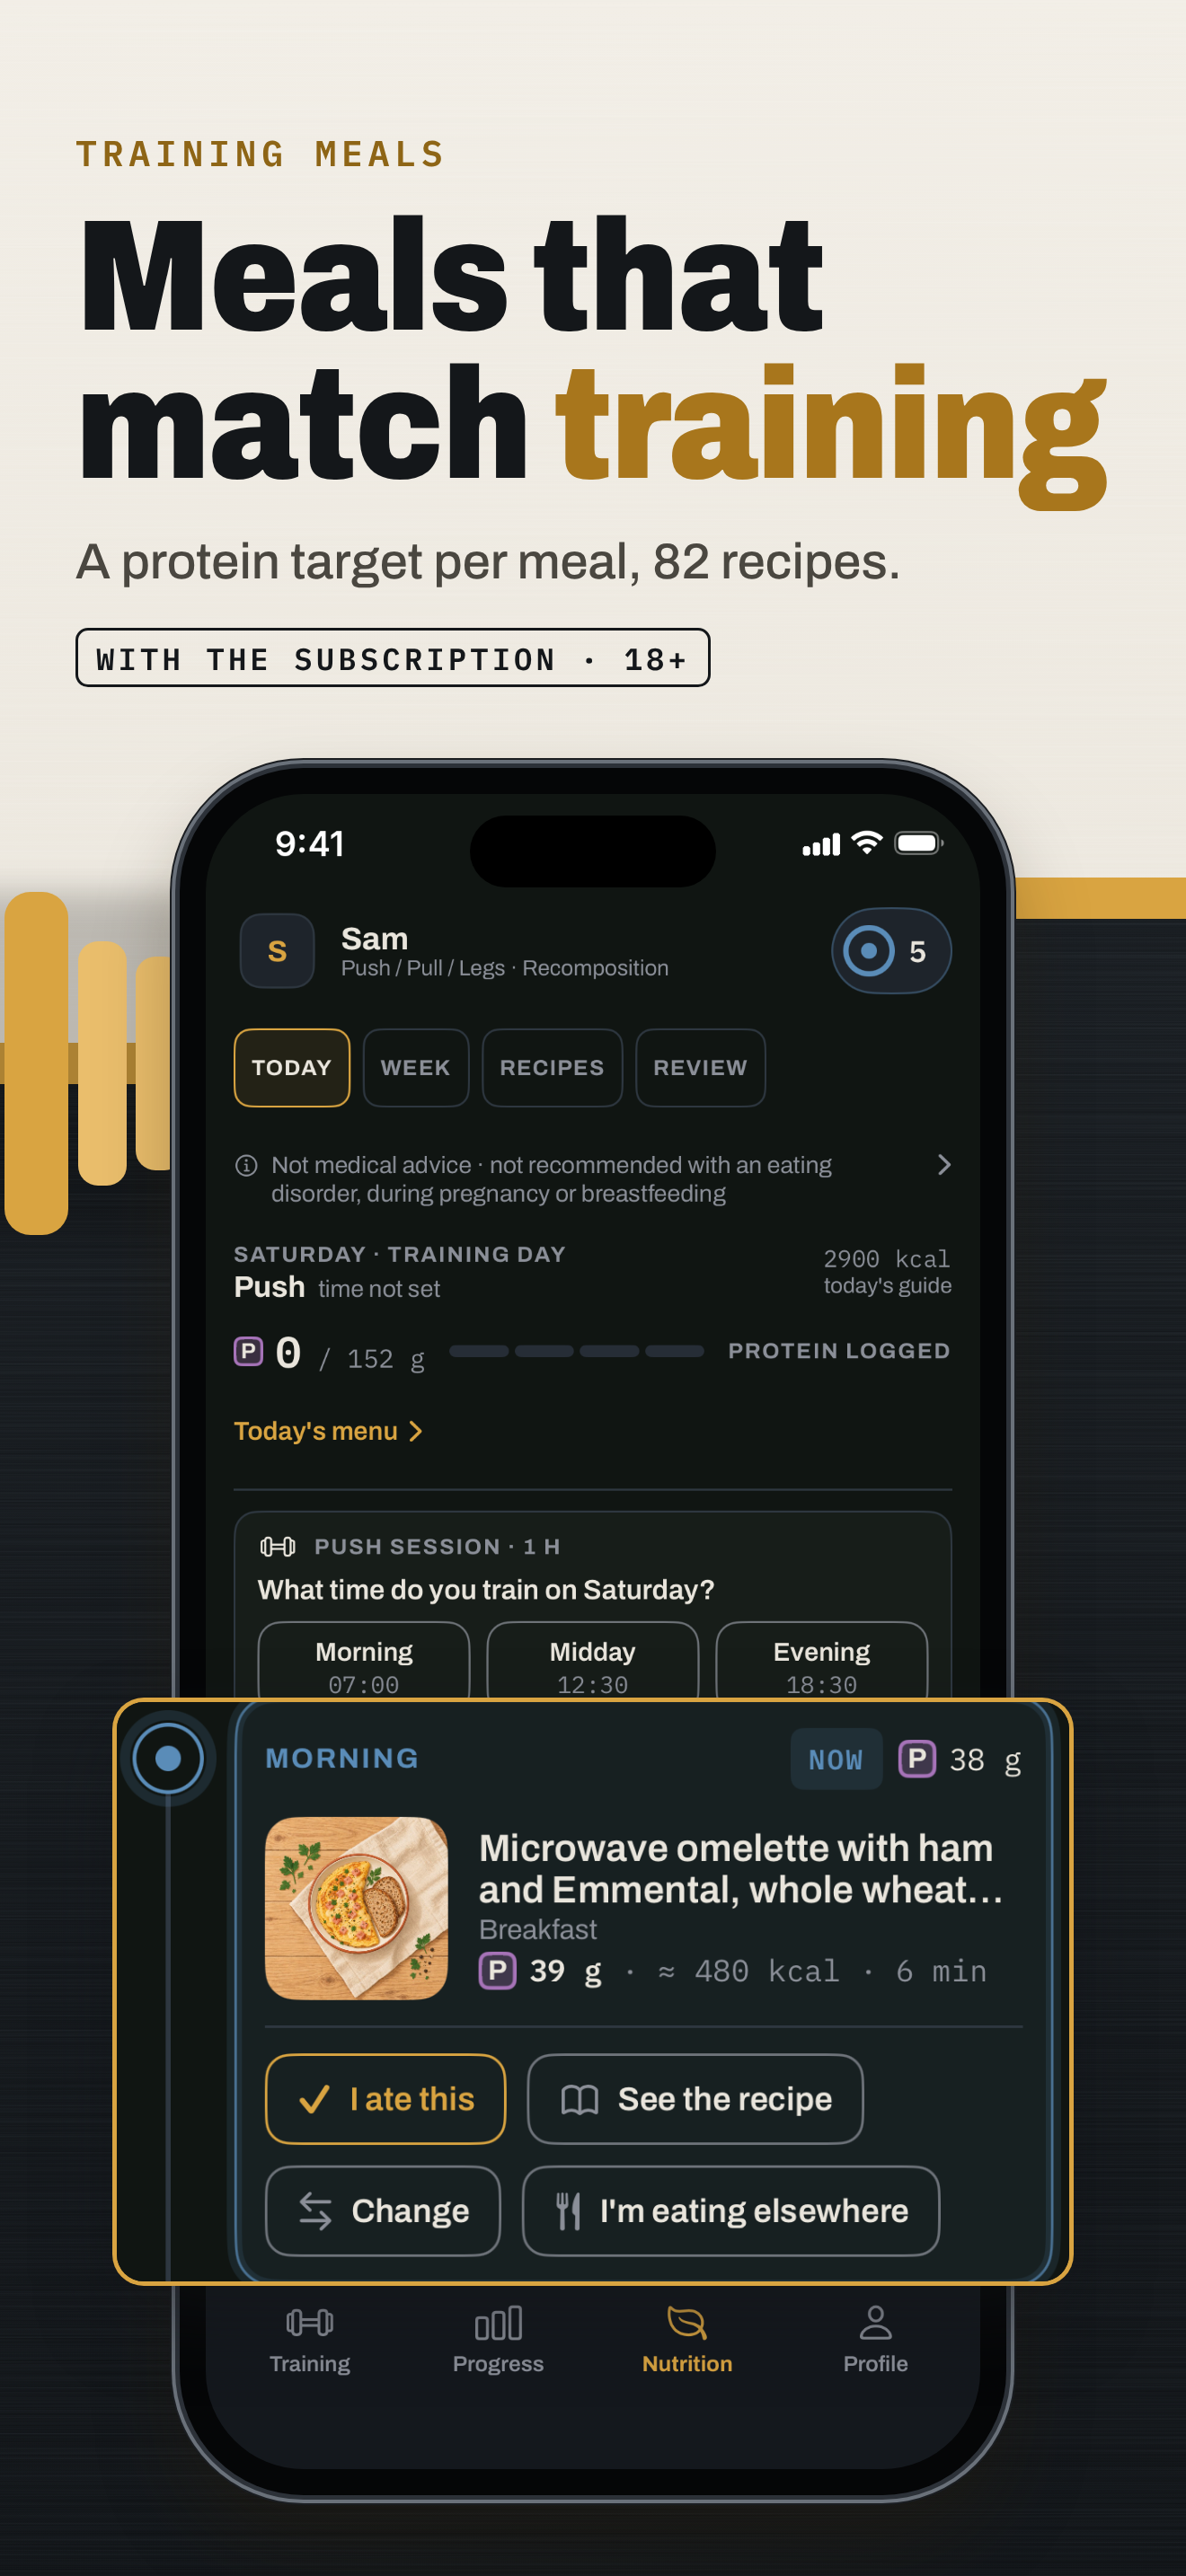 TRAINING MEALS
Meals that
match training
A protein target per meal, 82 recipes.
WITH THE SUBSCRIPTION · 18+
9:41
S
Sam
Push / Pull / Legs · Recomposition
5
TODAY
WEEK
RECIPES
REVIEW
Not medical advice · not recommended with an eating
disorder, during pregnancy or breastfeeding
SATURDAY · TRAINING DAY
2900 kcal
Push time not set
today's guide
P 0 / 152 g
PROTEIN LOGGED
Today's menu
PUSH SESSION · 1 H
What time do you train on Saturday?
Morning
07:00
Midday
12:30
Evening
18:30
MORNING
NOW
P 38 g
Microwave omelette with ham
and Emmental, whole wheat...
Breakfast
P 39 g · ≈ 480 kcal · 6 min
I ate this
See the recipe
Change
I'm eating elsewhere
Training
Progress
Nutrition
Profile